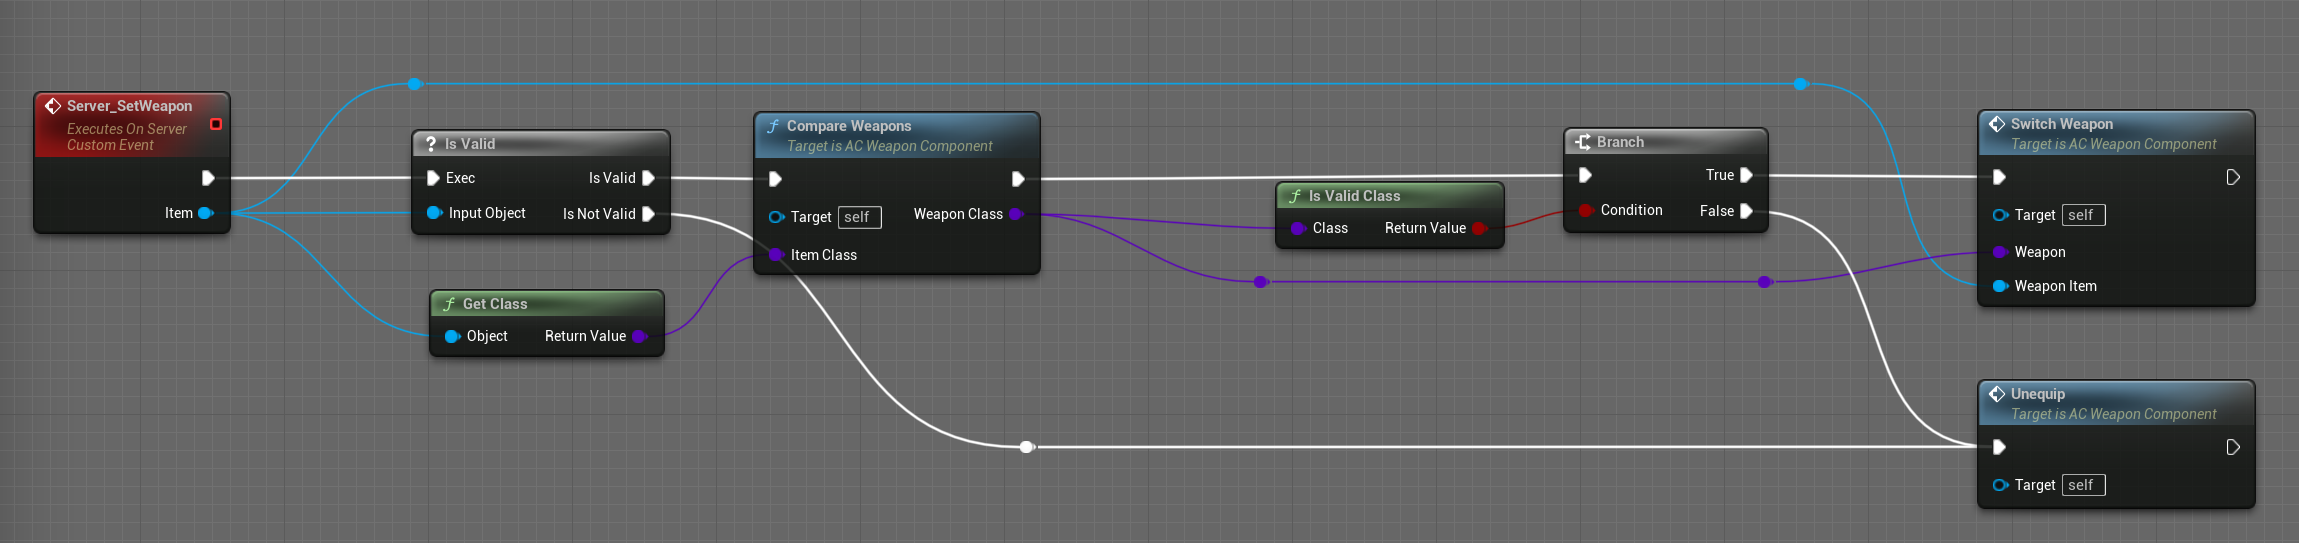 Server_SetWeapon
Executes On Server
Custom Event
Item
? Is Valid
Exec
Is Valid
Input Object
Is Not Valid
f Get Class
Object
Return Value
f Compare Weapons
Target is AC Weapon Component
Target self
Weapon Class
Item Class
f Is Valid Class
Class
Return Value
Branch
True
Condition
False
Switch Weapon
Target is AC Weapon Component
Target self
Weapon
Weapon Item
Unequip
Target is AC Weapon Component
Target self